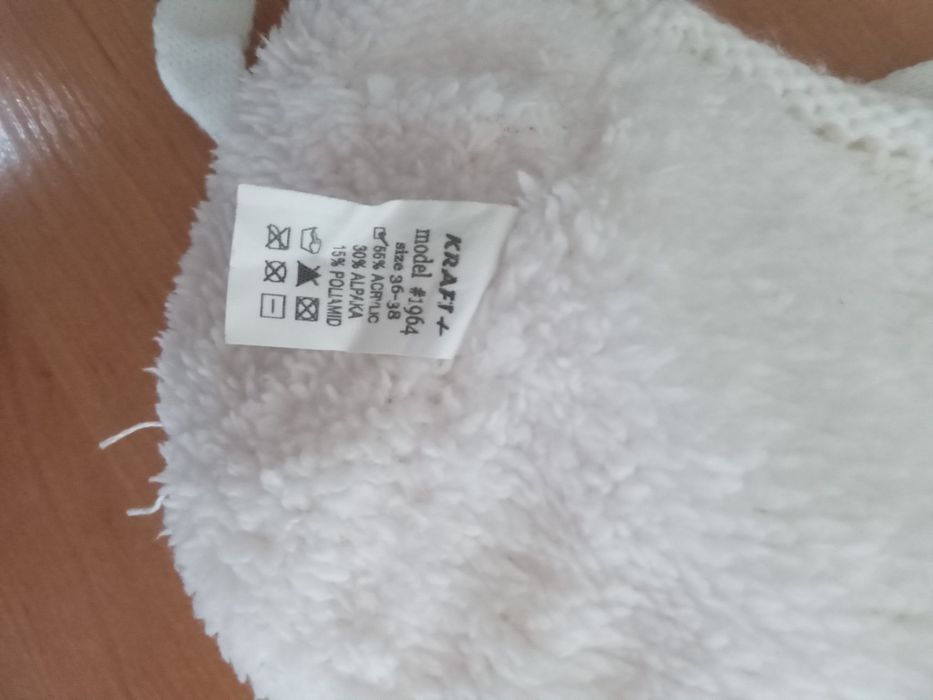 KRAFT +
model #1964
size 36-38
55% ACRYLIC
30% ALPAKA
15% POLIAMID